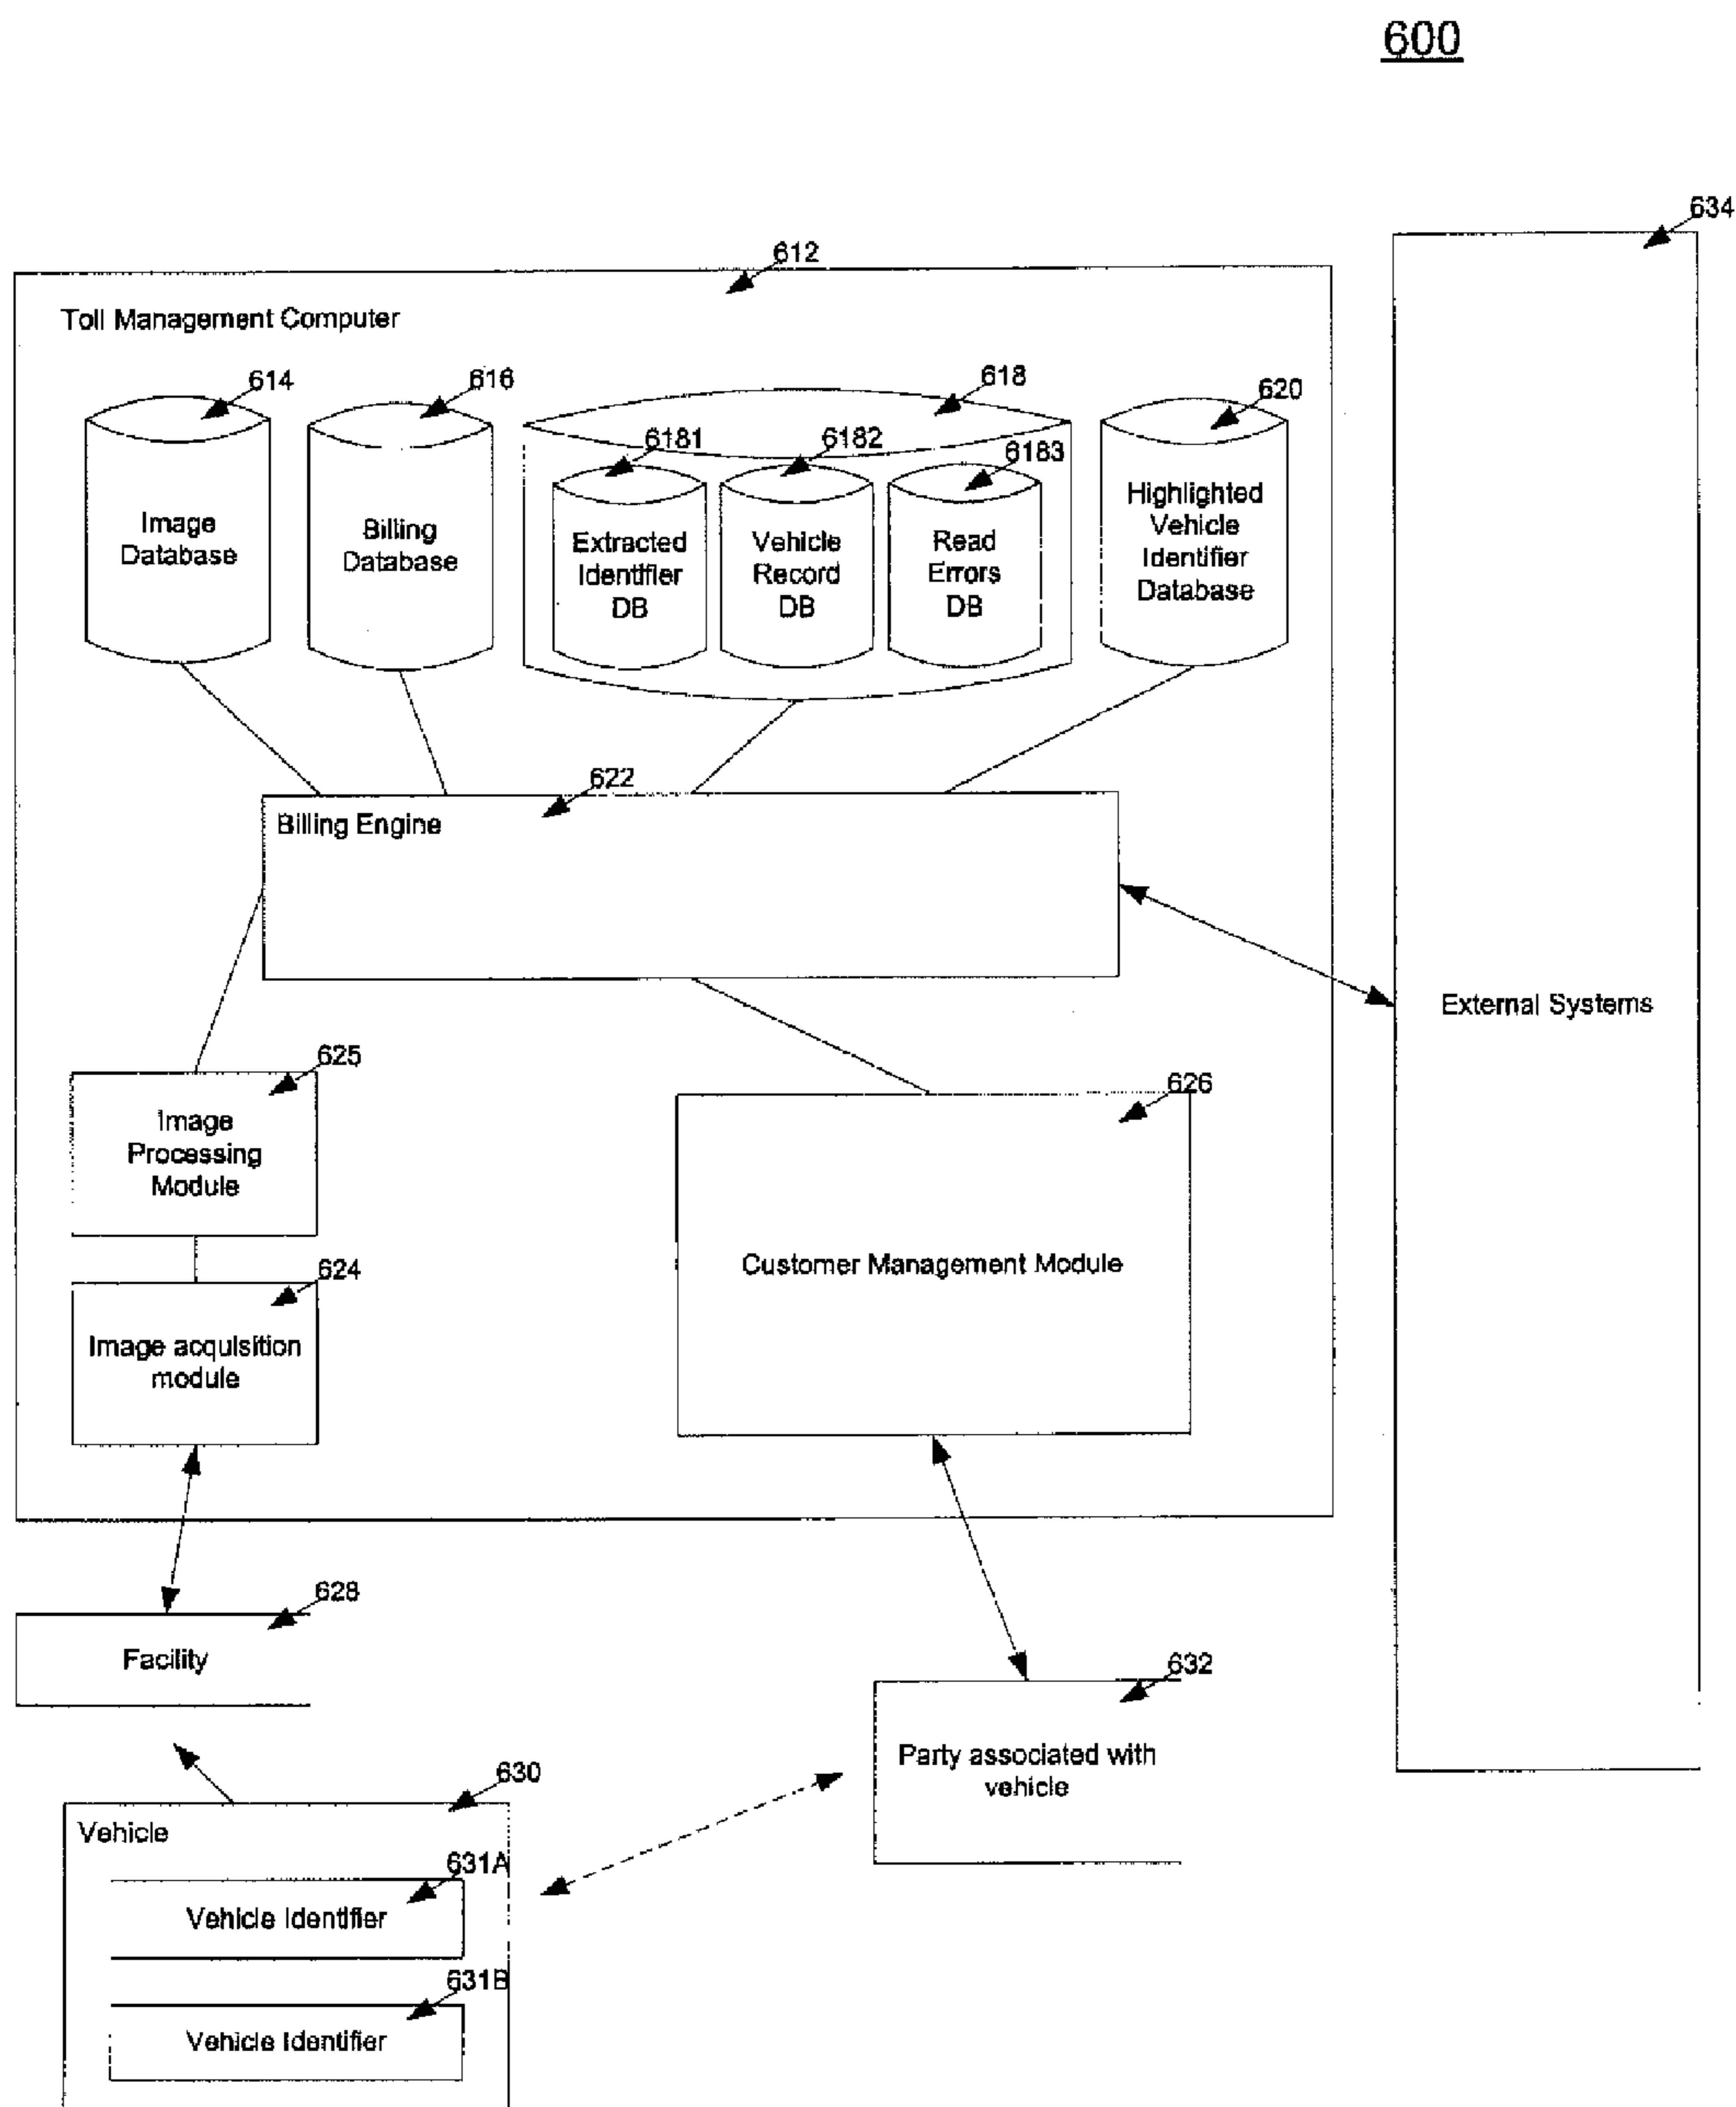 600
634
612
Toll Management Computer
614
616
618
620
6181
6182
6183
Image
Database
Billing
Database
Extracted
Identifier
DB
Vehicle
Record
DB
Read
Errors
DB
Highlighted
Vehicle
Identifier
Database
622
Billing Engine
External Systems
625
Image
Processing
Module
626
Customer Management Module
624
Image acquisition
module
628
Facility
632
Party associated with
vehicle
630
Vehicle
631A
Vehicle Identifier
631B
Vehicle Identifier